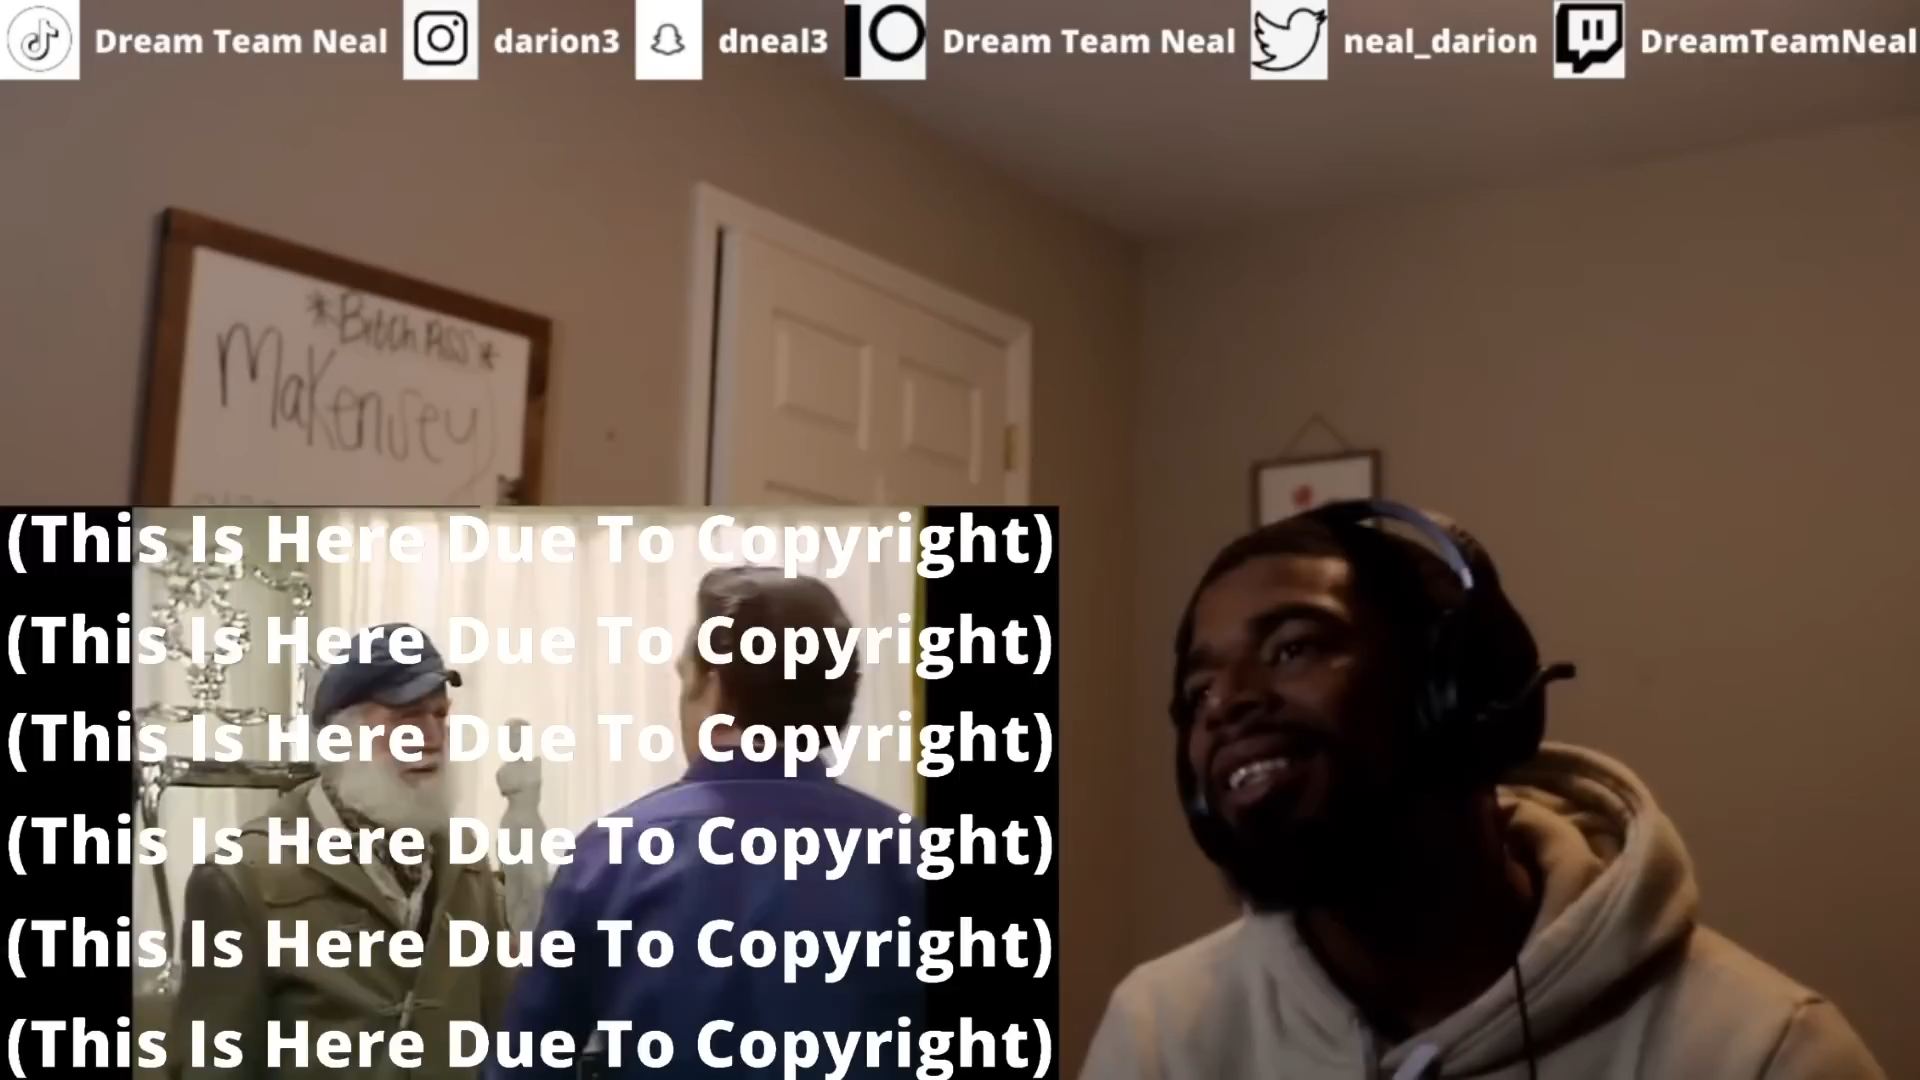 Dream Team Neal darion3 dneal3 Dream Team Neal neal_darion DreamTeamNeal
*Bitch Ass*
Makensey
(This Is Here Due To Copyright)
(This Is Here Due To Copyright)
(This Is Here Due To Copyright)
(This Is Here Due To Copyright)
(This Is Here Due To Copyright)
(This Is Here Due To Copyright)